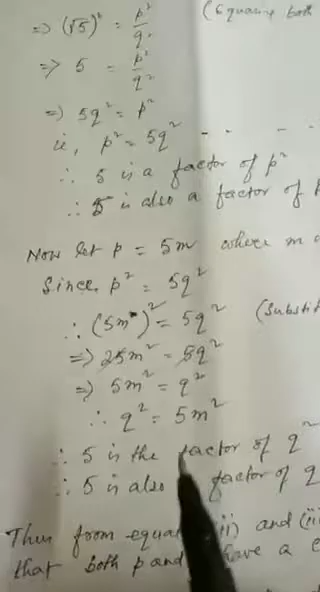 => (√5)² = p²/q² (Squaring both
=> 5 = p²/q²
=> 5q² = p²
ie, p² = 5q² - - -
∴ 5 is a factor of p²
∴ 5 is also a factor of p
Now let p = 5m where m
Since, p² = 5q²
∴ (5m)² = 5q² (Substit
=> 25m² = 5q²
=> 5m² = q²
∴ q² = 5m²
∴ 5 is the factor of q²
∴ 5 is also factor of q
Thus from equa (ii) and (iii
that both p and have a c